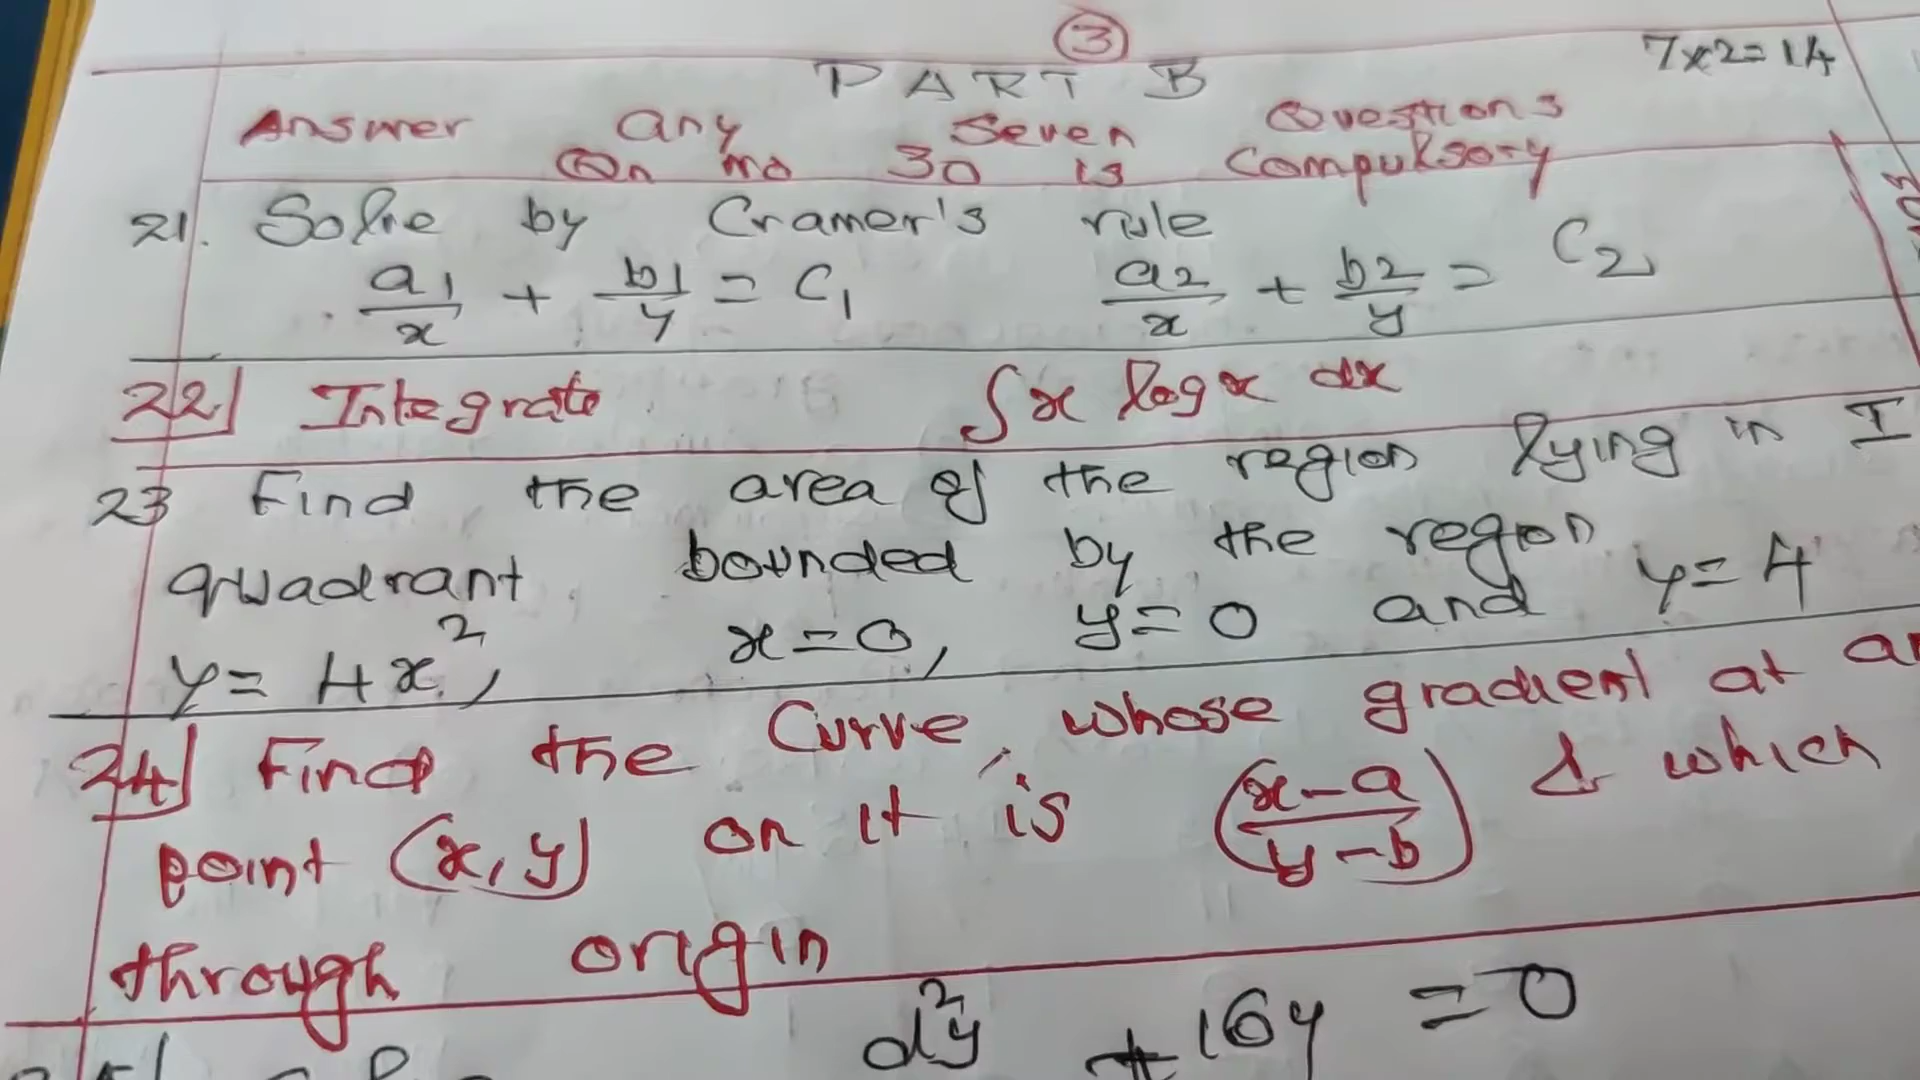 3
PART B 7x2=14
Answer any Seven Questions
Qn no 30 is Compulsory
21. Solve by Cramer's rule
a1/x + b1/y = C1 a2/x + b2/y = C2
22 Integrate ∫x logx dx
23 Find the area of the region lying in I
quadrant bounded by the region
y=4x², x=0, y=0 and y=4
24 Find the Curve, whose gradient at
point (x,y) on it is (x-a/y-b) & which
through origin
d²y +16y =0